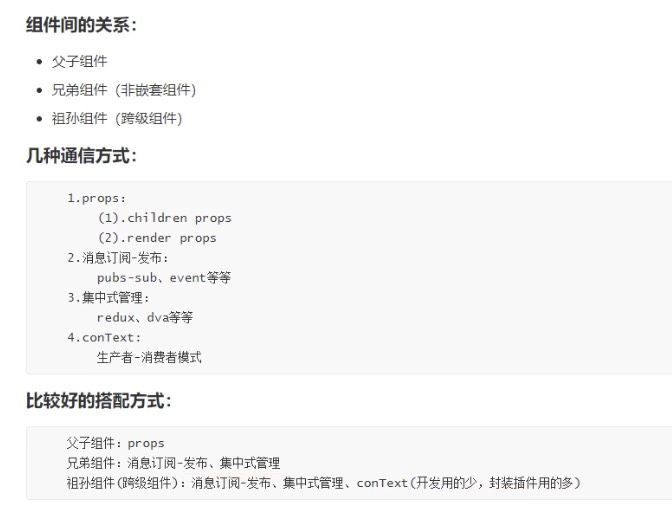 组件间的关系：
父子组件
兄弟组件（非嵌套组件）
祖孙组件（跨级组件）
几种通信方式：
1.props：
(1).children props
(2).render props
2.消息订阅-发布：
pubs-sub、event等等
3.集中式管理：
redux、dva等等
4.conText:
生产者-消费者模式
比较好的搭配方式：
父子组件：props
兄弟组件：消息订阅-发布、集中式管理
祖孙组件(跨级组件)：消息订阅-发布、集中式管理、conText(开发用的少，封装插件用的多)